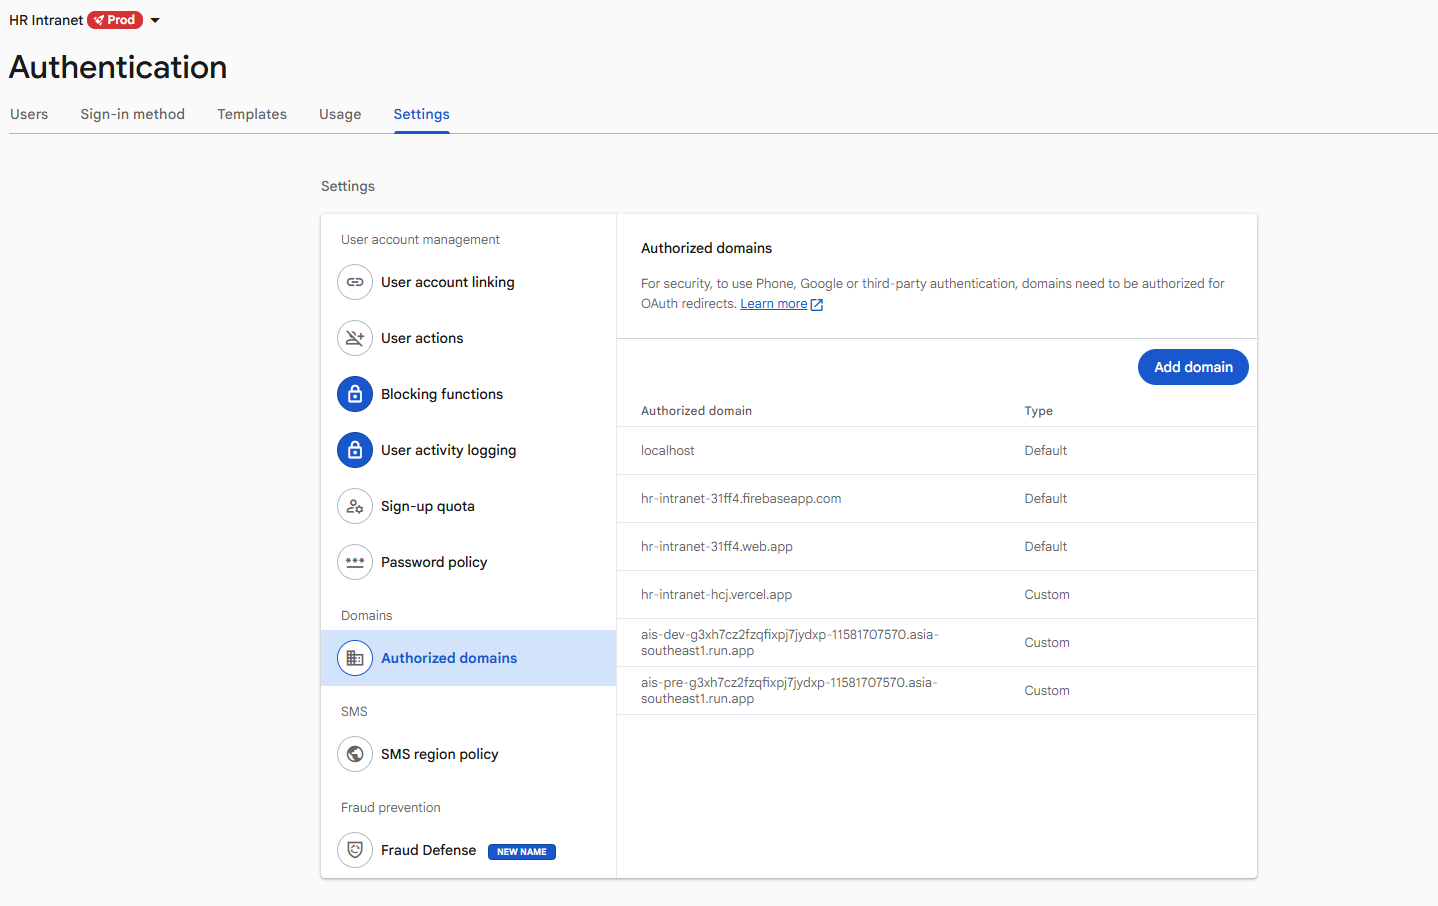 HR Intranet Prod
Authentication
Users Sign-in method Templates Usage Settings
Settings
User account management
User account linking
User actions
Blocking functions
User activity logging
Sign-up quota
Password policy
Domains
Authorized domains
SMS
SMS region policy
Fraud prevention
Fraud Defense NEW NAME
Authorized domains
For security, to use Phone, Google or third-party authentication, domains need to be authorized for
OAuth redirects. Learn more
Add domain
Authorized domain Type
localhost Default
hr-intranet-31ff4.firebaseapp.com Default
hr-intranet-31ff4.web.app Default
hr-intranet-hcj.vercel.app Custom
ais-dev-g3xh7cz2fzqfixpj7jydxp-11581707570.asia-
southeast1.run.app Custom
ais-pre-g3xh7cz2fzqfixpj7jydxp-11581707570.asia-
southeast1.run.app Custom